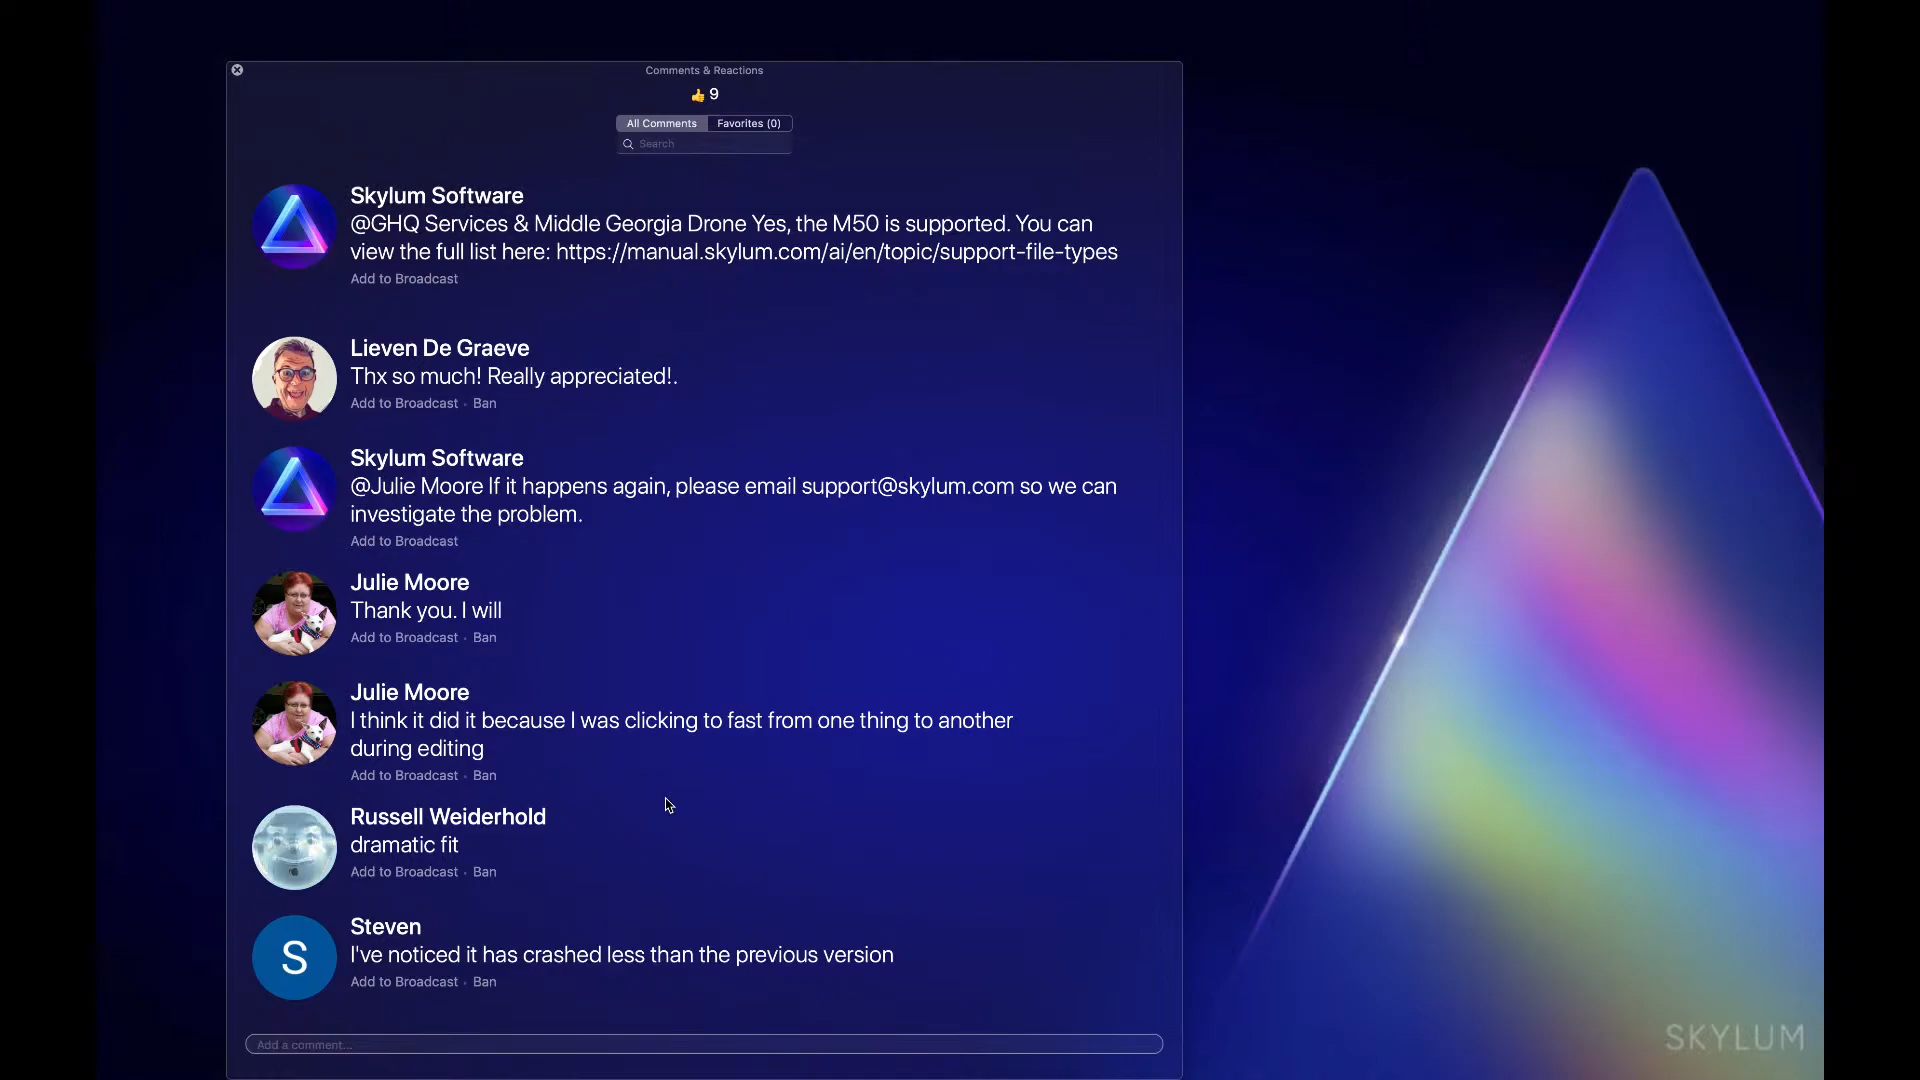 Comments & Reactions
👍 9
All Comments Favorites (0)
Search
Skylum Software
@GHQ Services & Middle Georgia Drone Yes, the M50 is supported. You can
view the full list here: https://manual.skylum.com/ai/en/topic/support-file-types
Add to Broadcast
Lieven De Graeve
Thx so much! Really appreciated!.
Add to Broadcast · Ban
Skylum Software
@Julie Moore If it happens again, please email support@skylum.com so we can
investigate the problem.
Add to Broadcast
Julie Moore
Thank you. I will
Add to Broadcast · Ban
Julie Moore
I think it did it because I was clicking to fast from one thing to another
during editing
Add to Broadcast · Ban
Russell Weiderhold
dramatic fit
Add to Broadcast · Ban
S
Steven
I've noticed it has crashed less than the previous version
Add to Broadcast · Ban
Add a comment...
SKYLUM